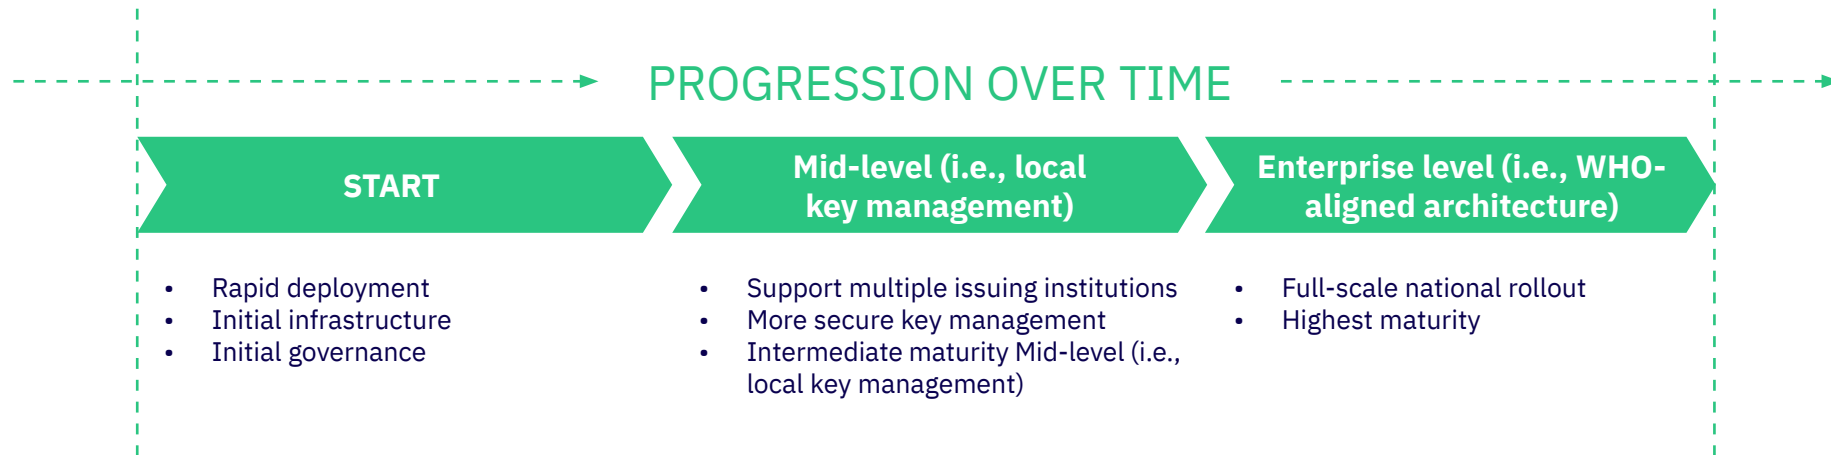 PROGRESSION OVER TIME
START
Mid-level (i.e., local
key management)
Enterprise level (i.e., WHO-
aligned architecture)
• Rapid deployment
• Initial infrastructure
• Initial governance
• Support multiple issuing institutions
• More secure key management
• Intermediate maturity Mid-level (i.e.,
local key management)
• Full-scale national rollout
• Highest maturity